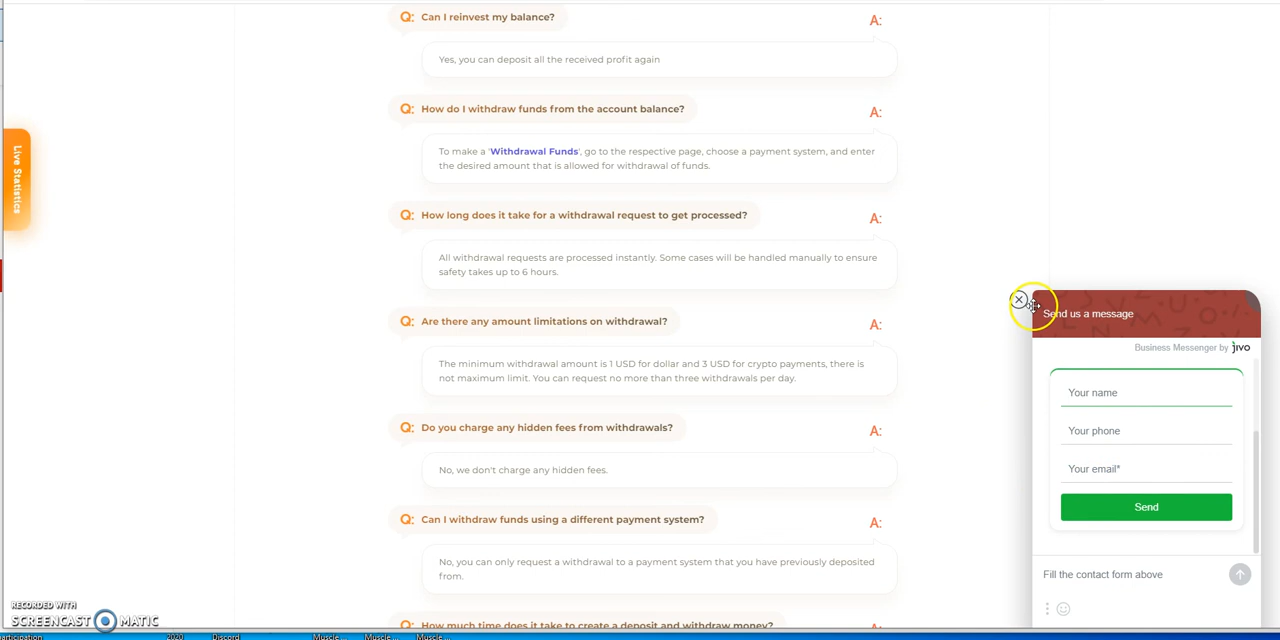 Q: Can I reinvest my balance?
A:
Yes, you can deposit all the received profit again
Q: How do I withdraw funds from the account balance?
A:
To make a 'Withdrawal Funds', go to the respective page, choose a payment system, and enter
the desired amount that is allowed for withdrawal of funds.
Live Statistics
Q: How long does it take for a withdrawal request to get processed?
A:
All withdrawal requests are processed instantly. Some cases will be handled manually to ensure
safety takes up to 6 hours.
Q: Are there any amount limitations on withdrawal?
A:
The minimum withdrawal amount is 1 USD for dollar and 3 USD for crypto payments, there is
not maximum limit. You can request no more than three withdrawals per day.
Q: Do you charge any hidden fees from withdrawals?
A:
No, we don't charge any hidden fees.
Q: Can I withdraw funds using a different payment system?
A:
No, you can only request a withdrawal to a payment system that you have previously deposited
from.
Q: How much time does it take to create a deposit and withdraw money?
A:
Send us a message
Business Messenger by jivo
Your name
Your phone
Your email*
Send
Fill the contact form above
RECORDED WITH
SCREENCAST MATIC
articipation
2020
Discord
Muscle...
Muscle...
Muscle...